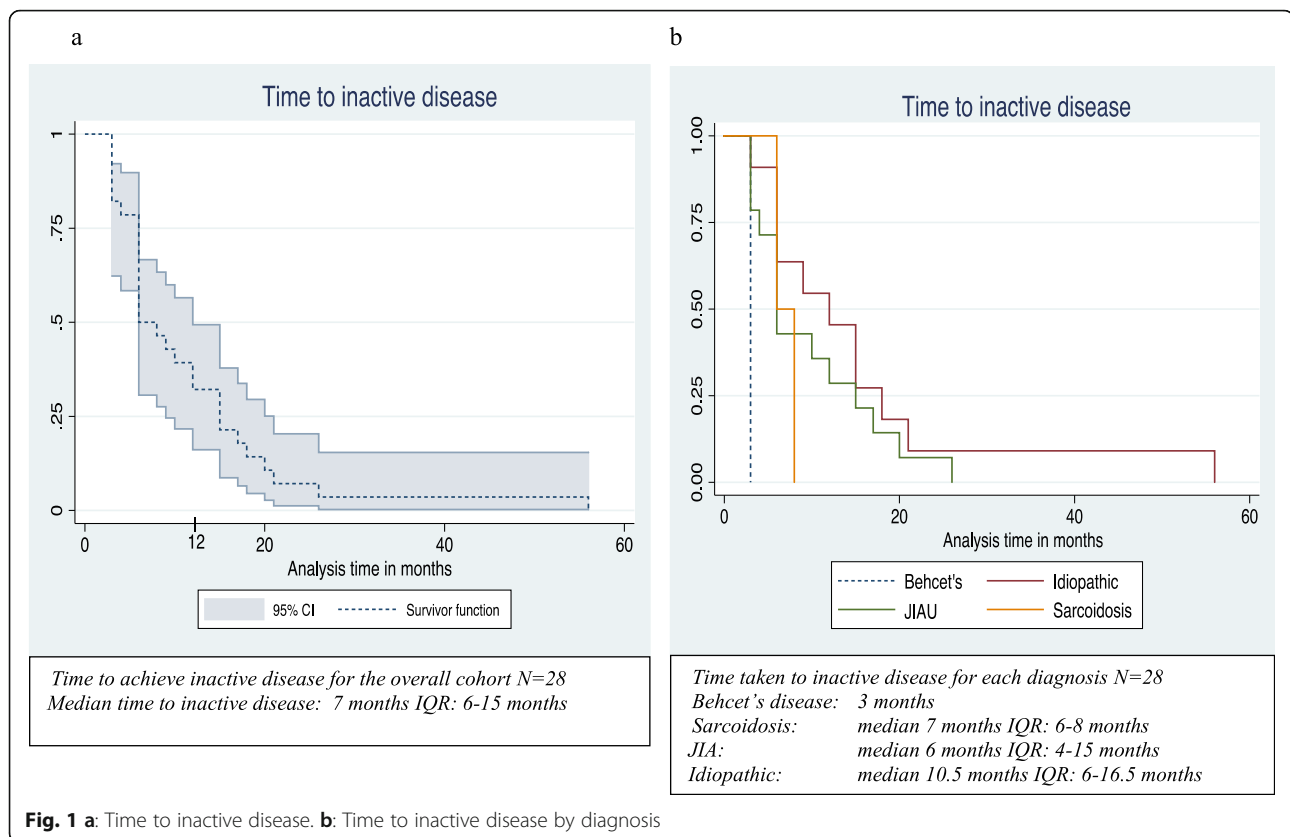 a
Time to inactive disease
1
.75
.5
.25
0
0 12 20 40 60
Analysis time in months
95% CI Survivor function
Time to achieve inactive disease for the overall cohort N=28
Median time to inactive disease: 7 months IQR: 6-15 months
b
Time to inactive disease
1.00
0.75
0.50
0.25
0.00
0 20 40 60
Analysis time in months
Behcet's Idiopathic
JIAU Sarcoidosis
Time taken to inactive disease for each diagnosis N=28
Behcet's disease: 3 months
Sarcoidosis: median 7 months IQR: 6-8 months
JIA: median 6 months IQR: 4-15 months
Idiopathic: median 10.5 months IQR: 6-16.5 months
Fig. 1 a: Time to inactive disease. b: Time to inactive disease by diagnosis